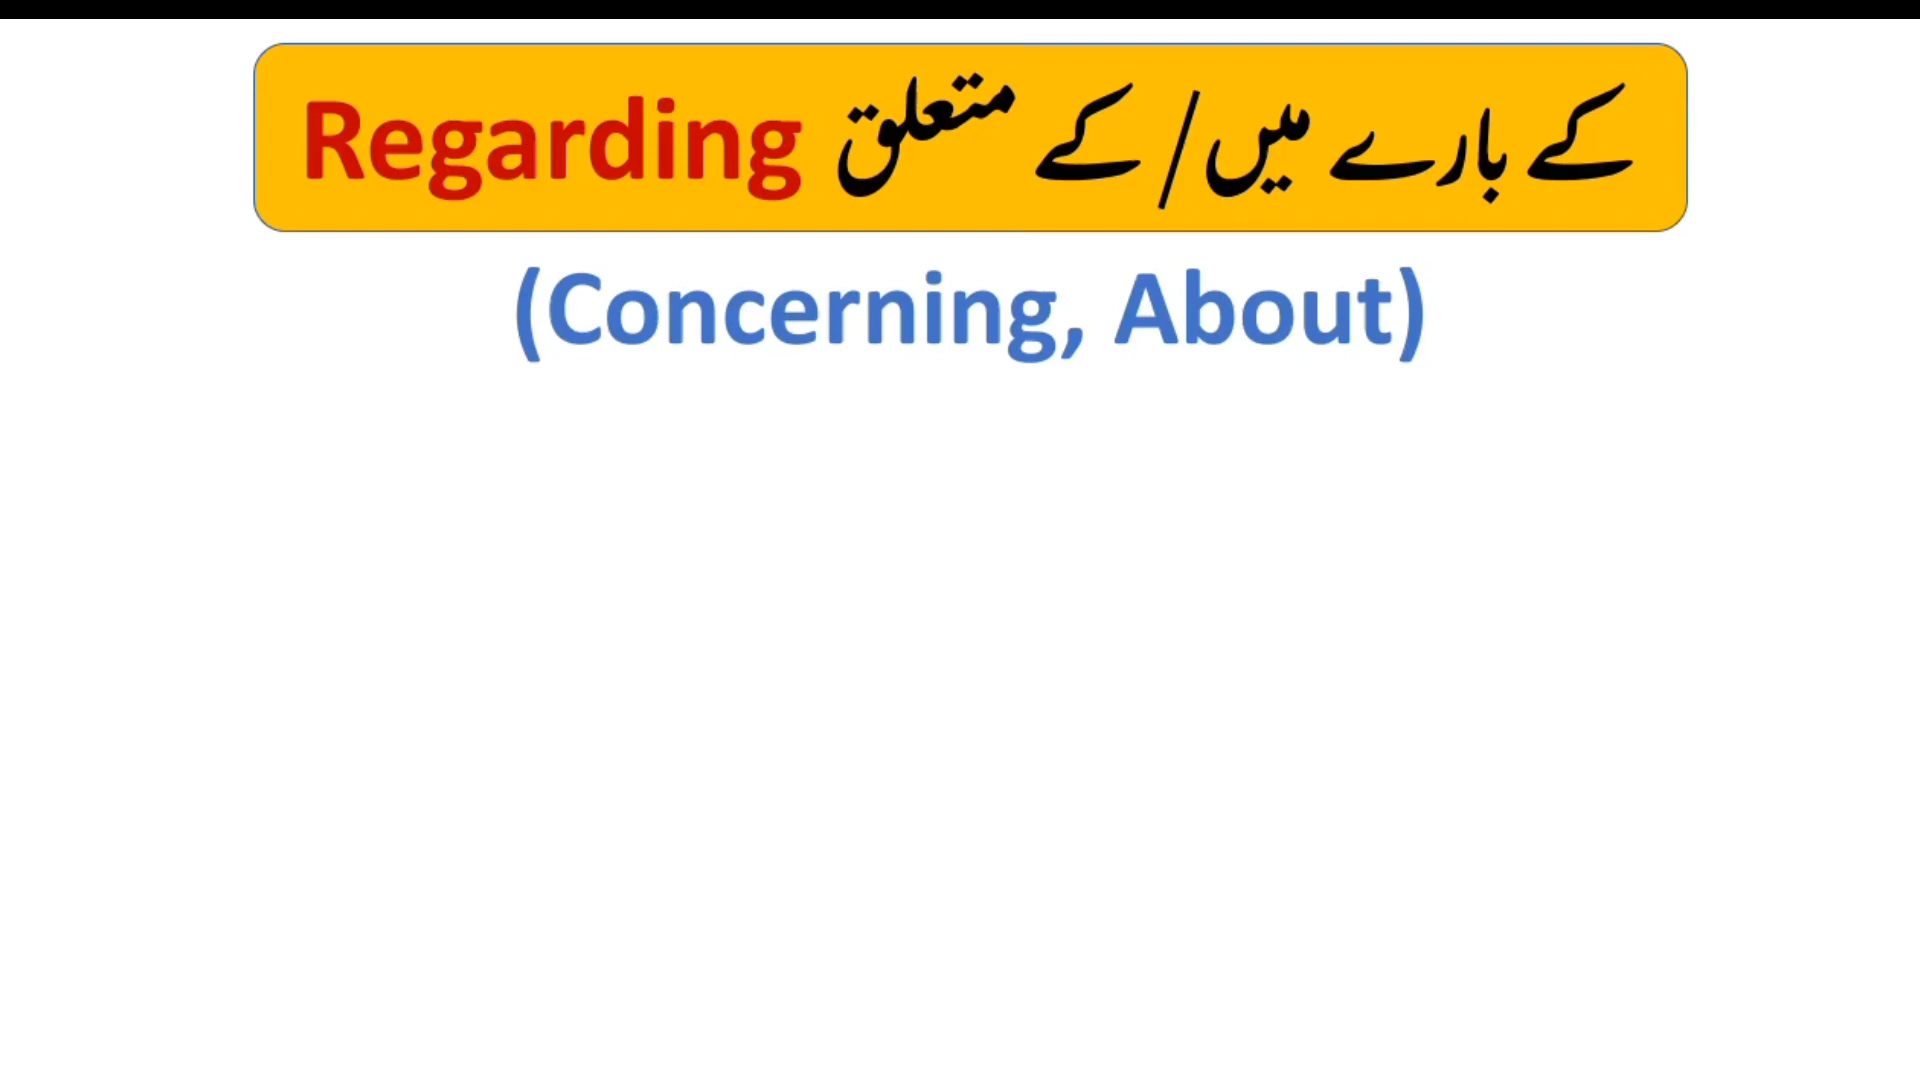 Regarding کے بارے میں/کے متعلق
(Concerning, About)